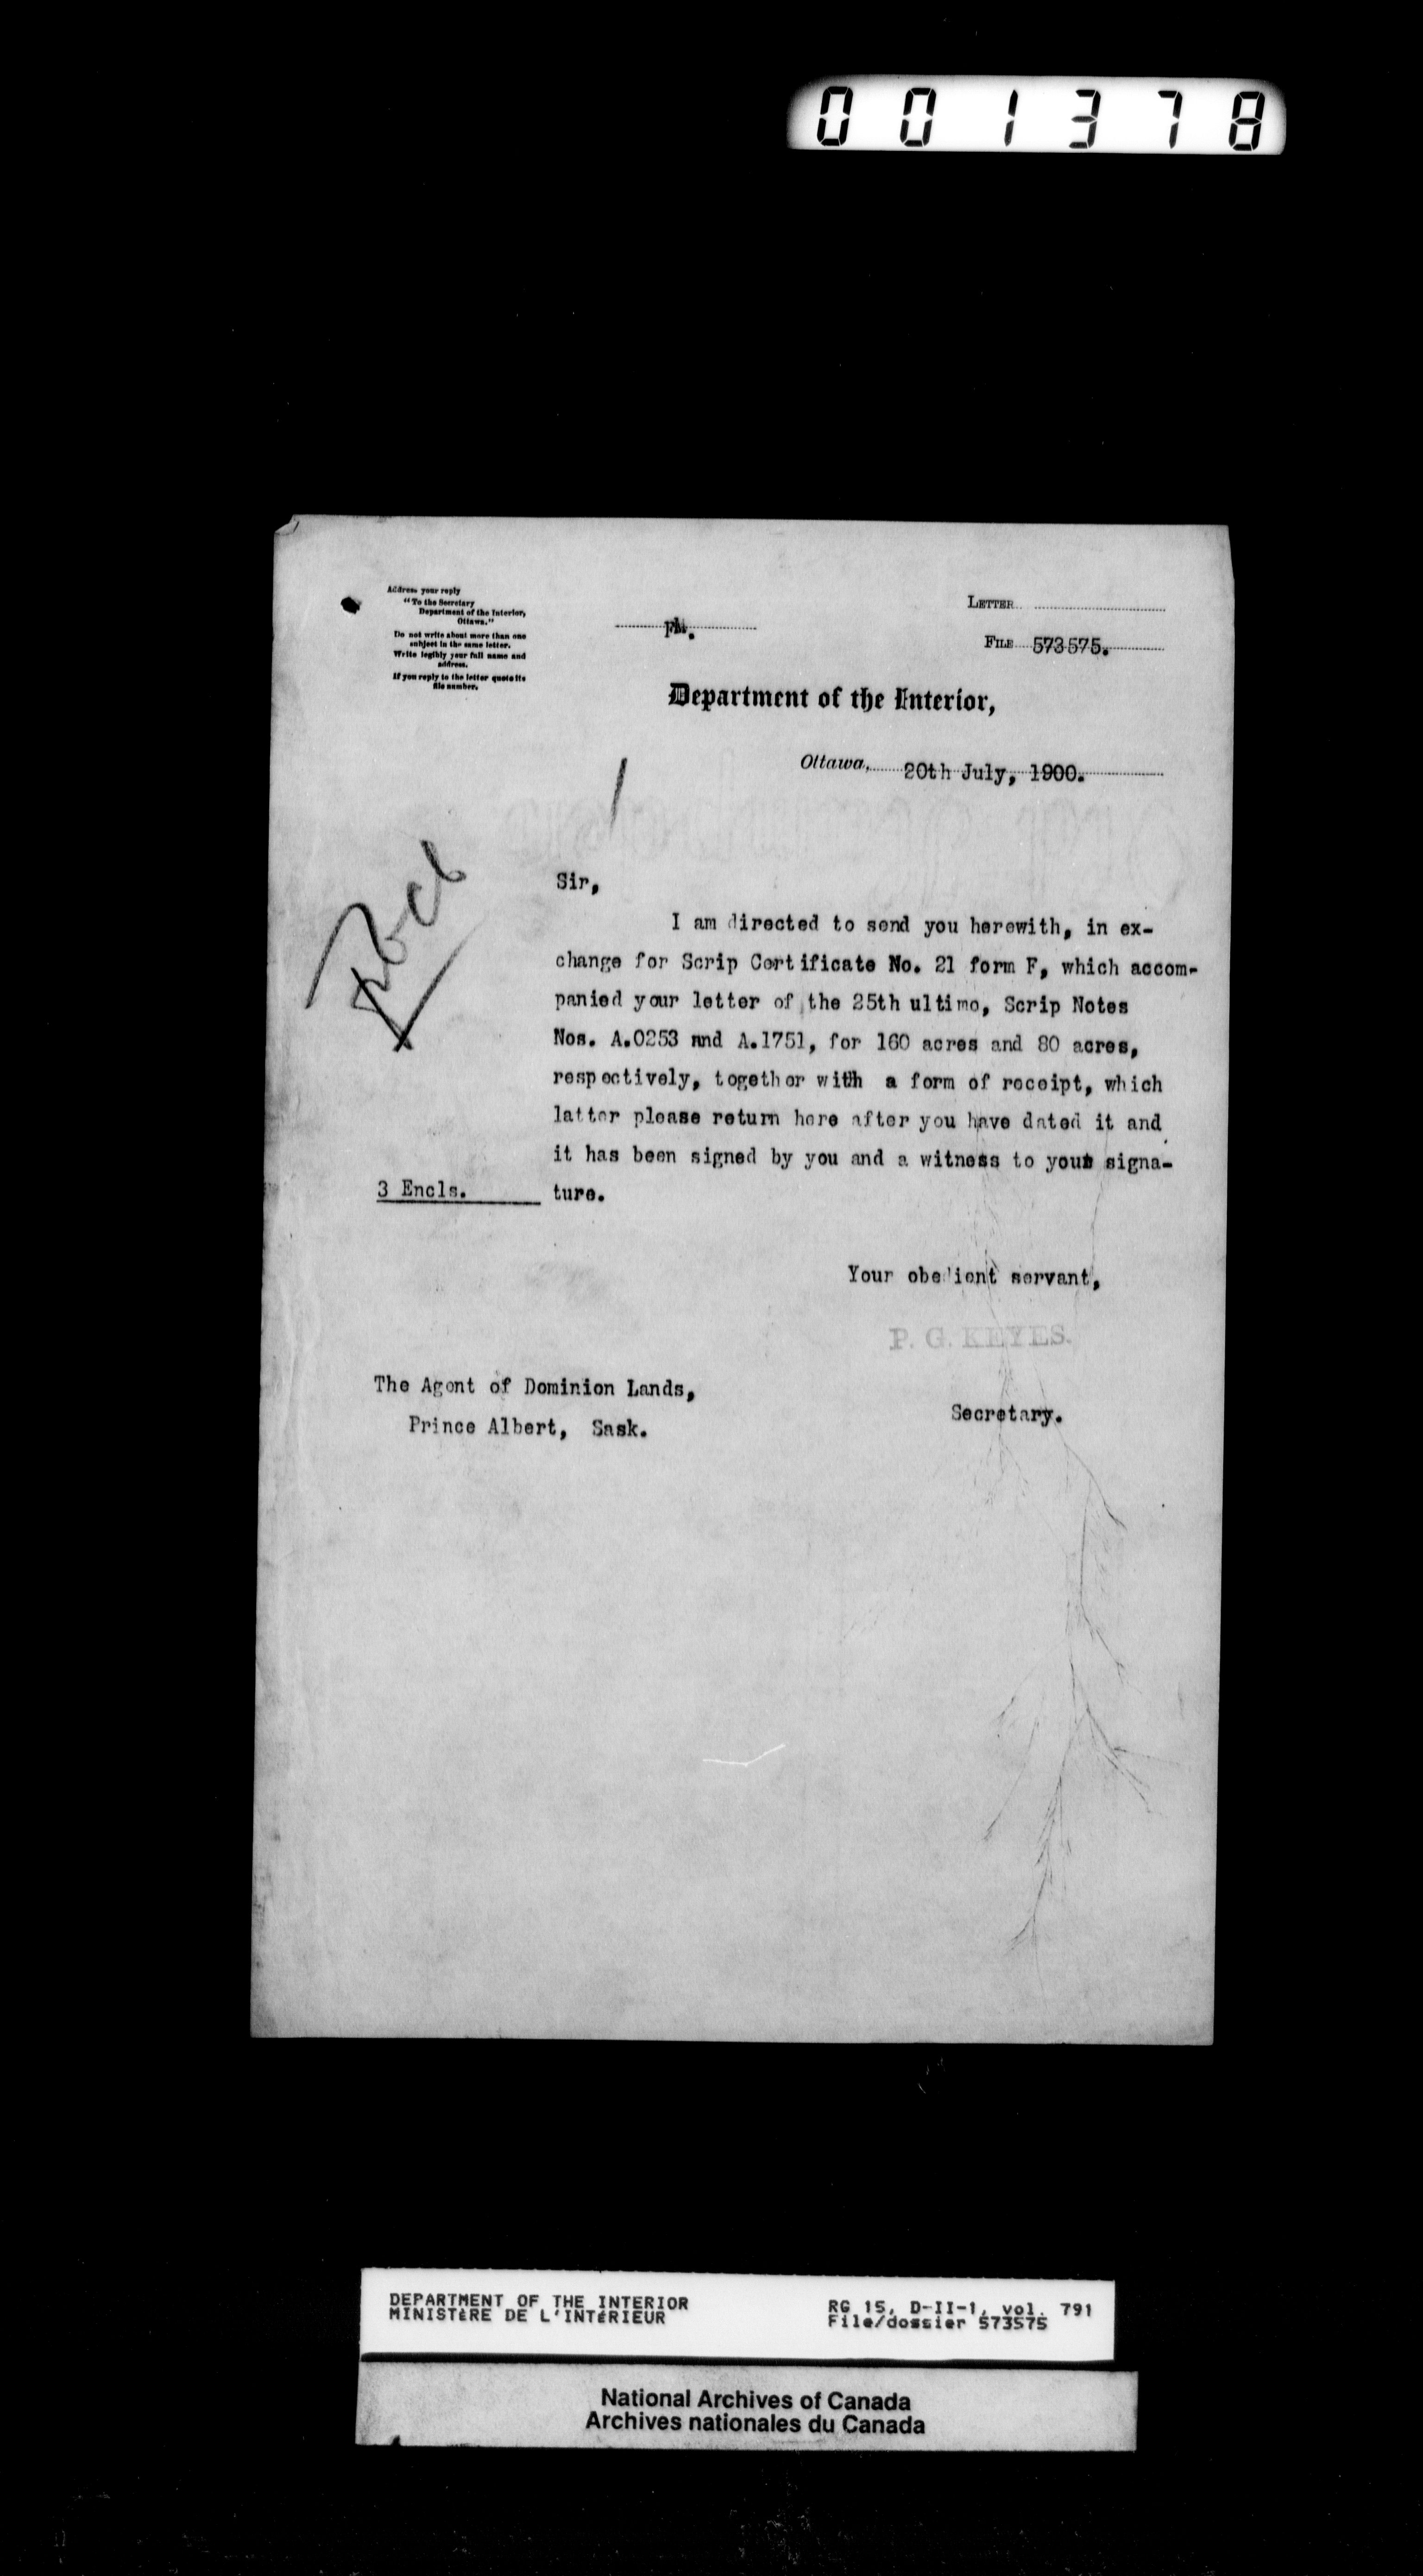 001378
Address your reply
"To the Secretary
Department of the Interior,
Ottawa."
Do not write about more than one
subject in the same letter.
Write legibly your full name and
address.
If you reply to the letter quote its
file number.
FM.
LETTER
FILE 573575.
Department of the Interior,
Ottawa, 20th July, 1900.
Sir,
I am directed to send you herewith, in ex-
change for Scrip Certificate No. 21 form F, which accom-
panied your letter of the 25th ultimo, Scrip Notes
Nos. A.0253 and A.1751, for 160 acres and 80 acres,
respectively, together with a form of receipt, which
latter please return here after you have dated it and
it has been signed by you and a witness to your signa-
3 Encls. ture.
Your obedient servant,
P. G. KEYES.
The Agent of Dominion Lands,
Secretary.
Prince Albert, Sask.
DEPARTMENT OF THE INTERIOR
MINISTÈRE DE L'INTÉRIEUR
RG 15, D-II-1, vol. 791
File/dossier 573575
National Archives of Canada
Archives nationales du Canada